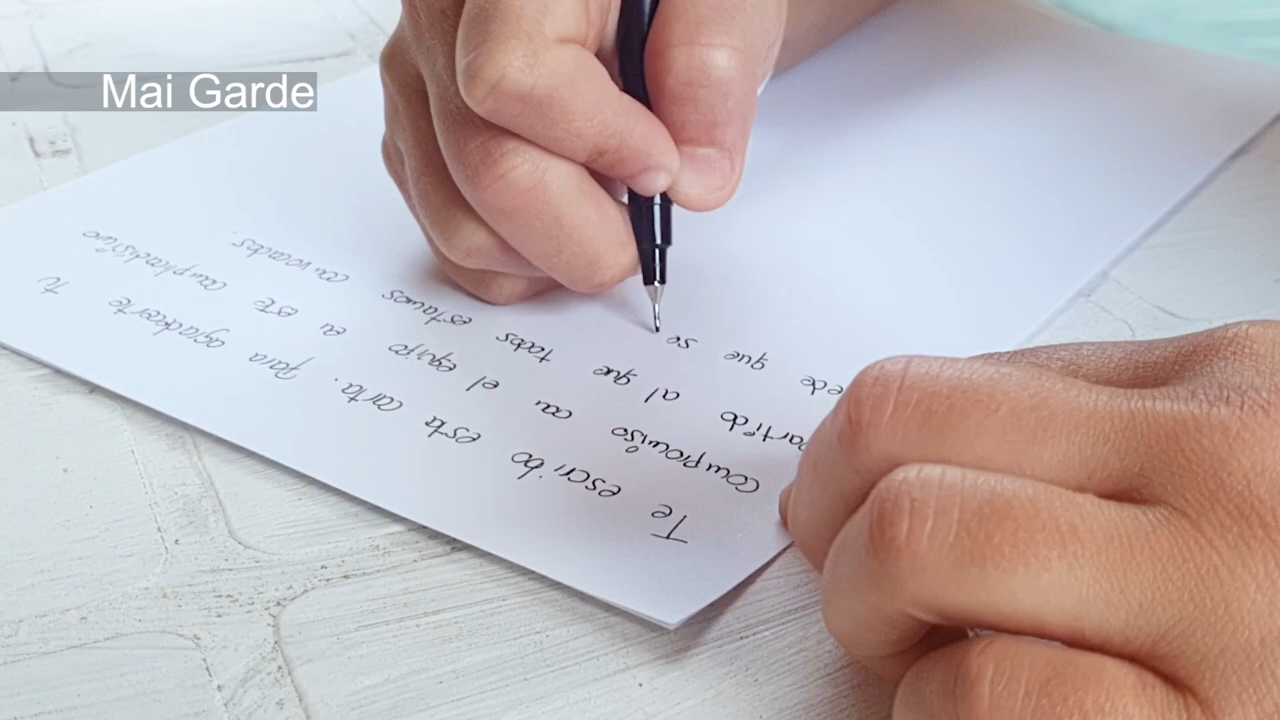 Mai Garde
Te escribo esta carta. para agradecerte tu
compromiso con el equipo en este complicadisimo
partido al que todos estamos convocados.
que se